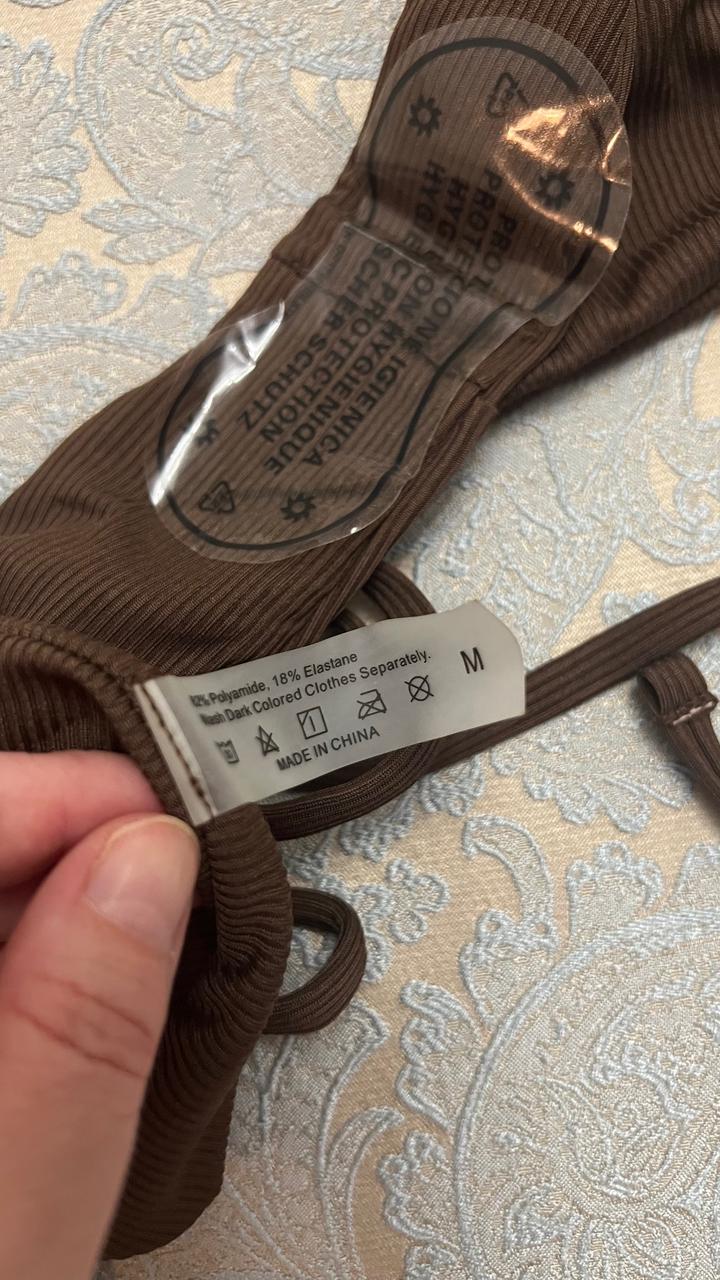 PROTEZIONE IGIENICA
PROTECTION HYGIENIQUE
HYGIENIC PROTECTION
HYGIENISCHER SCHUTZ
82% Polyamide, 18% Elastane
Wash Dark Colored Clothes Separately.
M
MADE IN CHINA